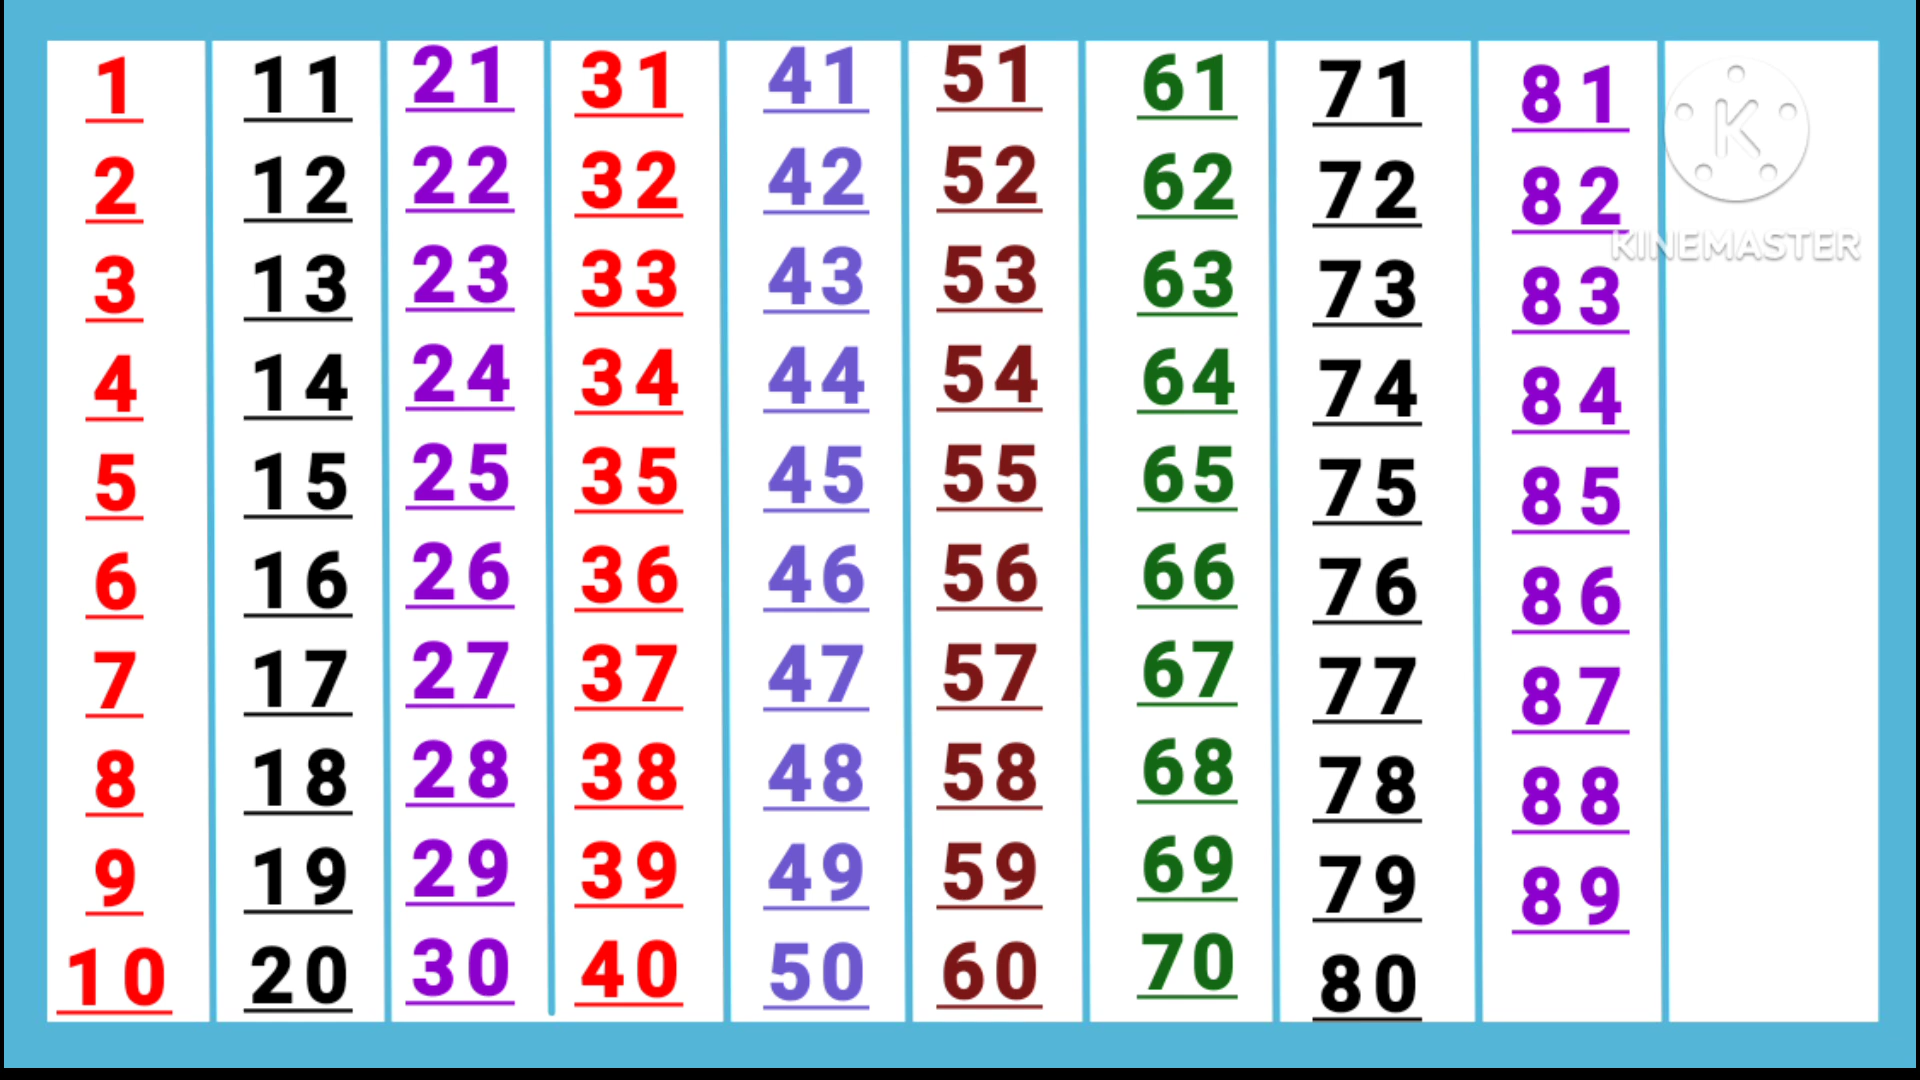 1 11 21 31 41 51 61 71 81
2 12 22 32 42 52 62 72 82
3 13 23 33 43 53 63 73 83
4 14 24 34 44 54 64 74 84
5 15 25 35 45 55 65 75 85
6 16 26 36 46 56 66 76 86
7 17 27 37 47 57 67 77 87
8 18 28 38 48 58 68 78 88
9 19 29 39 49 59 69 79 89
10 20 30 40 50 60 70 80
K
KINEMASTER